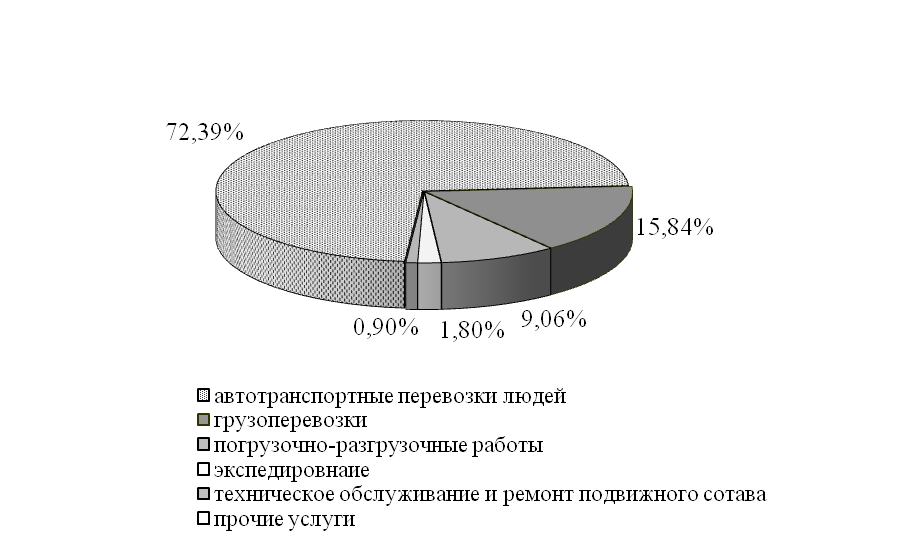 72,39%
15,84%
9,06%
1,80%
0,90%
автотранспортные перевозки людей
грузоперевозки
погрузочно-разгрузочные работы
экспедировнаие
техническое обслуживание и ремонт подвижного сотава
прочие услуги